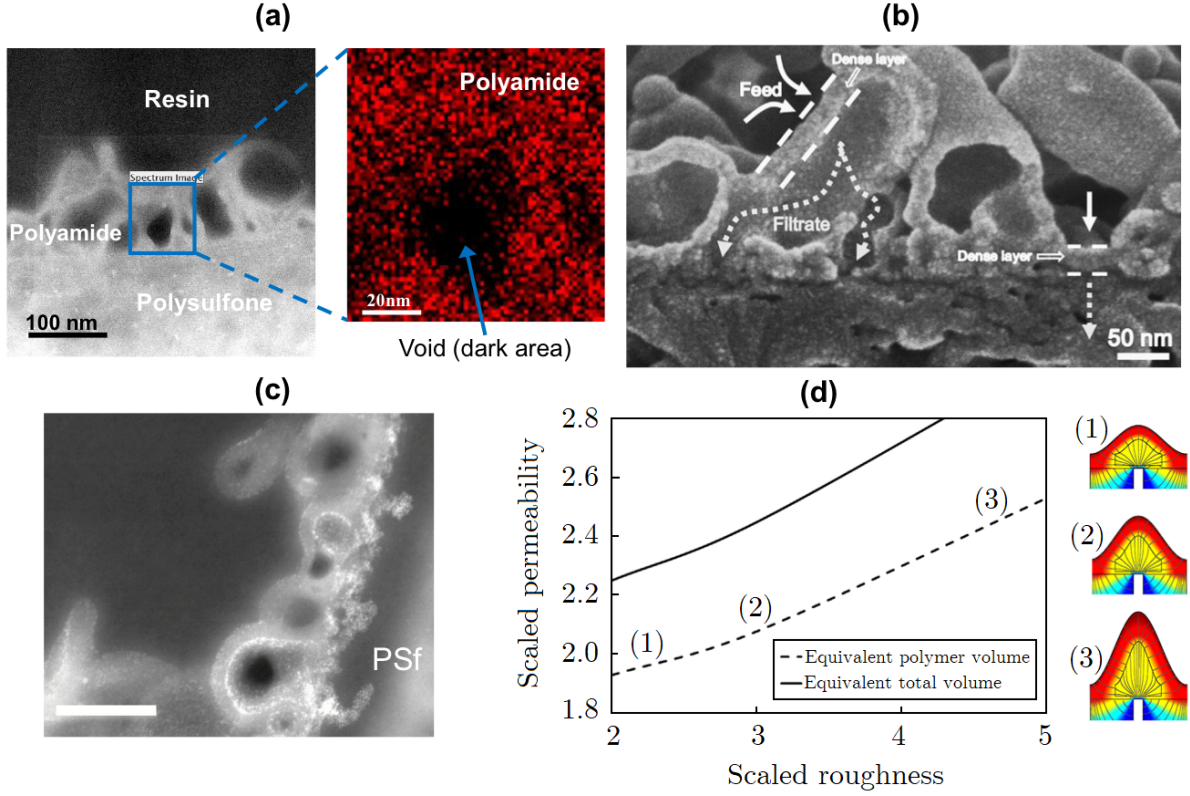 (a)
Resin
Spectrum Image
Polyamide
Polysulfone
100 nm
Polyamide
20nm
Void (dark area)
(b)
Dense layer
Feed
Filtrate
Dense layer
50 nm
(c)
PSf
(d)
Scaled permeability
2.8
2.6
2.4
2.2
2.0
1.8
(1)
(2)
(3)
Equivalent polymer volume
Equivalent total volume
2
3
4
5
Scaled roughness
(1)
(2)
(3)